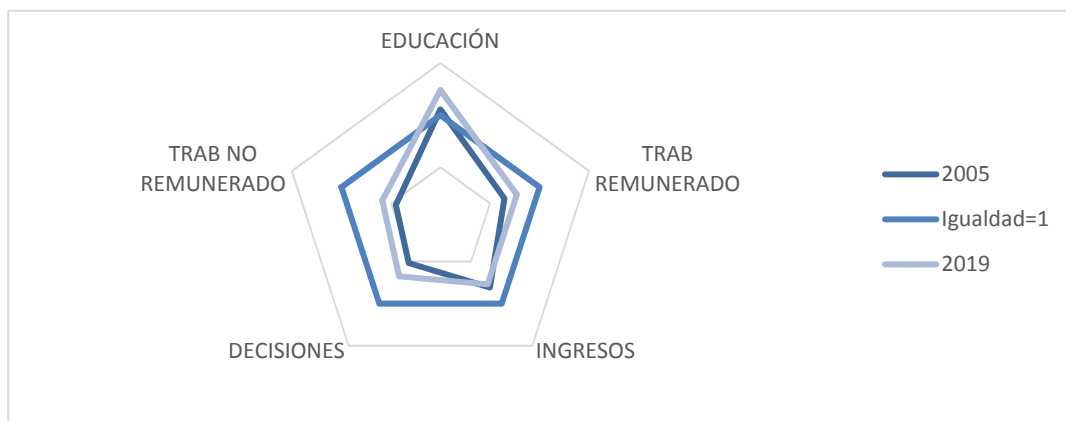 EDUCACIÓN
TRAB NO
REMUNERADO
TRAB
REMUNERADO
DECISIONES
INGRESOS
2005
Igualdad=1
2019